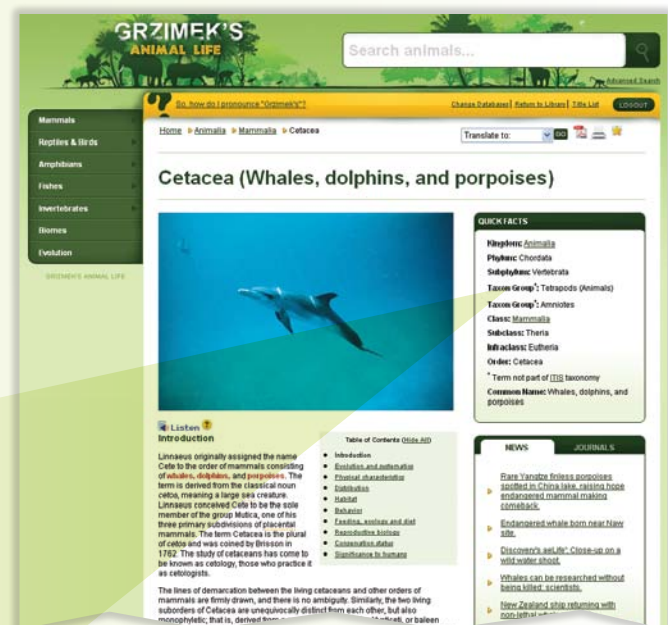 GRZIMEK'S
ANIMAL LIFE
Search animals...
Advanced Search
So, how do I pronounce "Grzimek's"?
Change Databases | Return to Library | Title List
LOGOUT
Mammals
Reptiles & Birds
Amphibians
Fishes
Invertebrates
Biomes
Evolution
GRZIMEK'S ANIMAL LIFE
Home Animalia Mammalia Cetacea
Translate to: GO
Cetacea (Whales, dolphins, and porpoises)
QUICK FACTS
Kingdom: Animalia
Phylum: Chordata
Subphylum: Vertebrata
Taxon Group*: Tetrapods (Animals)
Taxon Group*: Amniotes
Class: Mammalia
Subclass: Theria
Infraclass: Eutheria
Order: Cetacea
* Term not part of ITIS taxonomy
Common Name: Whales, dolphins, and
porpoises
Listen ?
Introduction
Linnaeus originally assigned the name
Cete to the order of mammals consisting
of whales, dolphins, and porpoises. The
term is derived from the classical noun
cetos, meaning a large sea creature.
Linnaeus conceived Cete to be the sole
member of the group Mutica, one of his
three primary subdivisions of placental
mammals. The term Cetacea is the plural
of cetos and was coined by Brisson in
1762. The study of cetaceans has come to
be known as cetology, those who practice it
as cetologists.
Table of Contents (Hide All)
Introduction
Evolution and systematics
Physical characteristics
Distribution
Habitat
Behavior
Feeding, ecology and diet
Reproductive biology
Conservation status
Significance to humans
The lines of demarcation between the living cetaceans and other orders of
mammals are firmly drawn, and there is no ambiguity. Similarly, the two living
suborders of Cetacea are unequivocally distinct from each other, but also
monophyletic; that is, derived from or baleen
NEWS JOURNALS
Rare Yangtze finless porpoises
spotted in China lake, raising hope
endangered mammal making
comeback.
Endangered whale born near Navy
site.
Discovery's aeLife': Close-up on a
wild water shoot.
Whales can be researched without
being killed: scientists.
New Zealand ship returning with
non-lethal